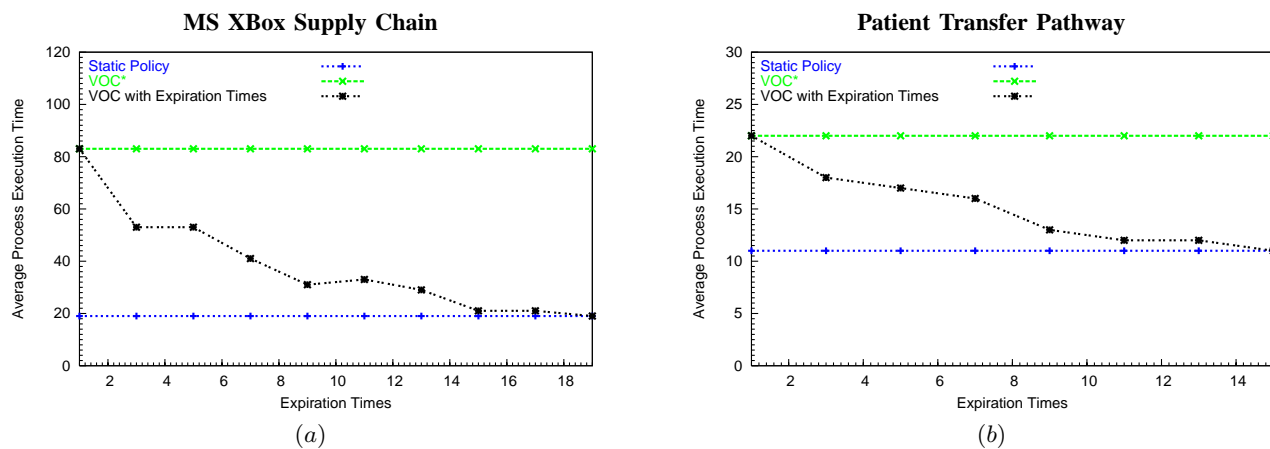 MS XBox Supply Chain
120
100
80
60
40
20
0
Average Process Execution Time
Static Policy
VOC*
VOC with Expiration Times
2 4 6 8 10 12 14 16 18
Expiration Times
(a)
Patient Transfer Pathway
30
25
20
15
10
5
0
Average Process Execution Time
Static Policy
VOC*
VOC with Expiration Times
2 4 6 8 10 12 14
Expiration Times
(b)